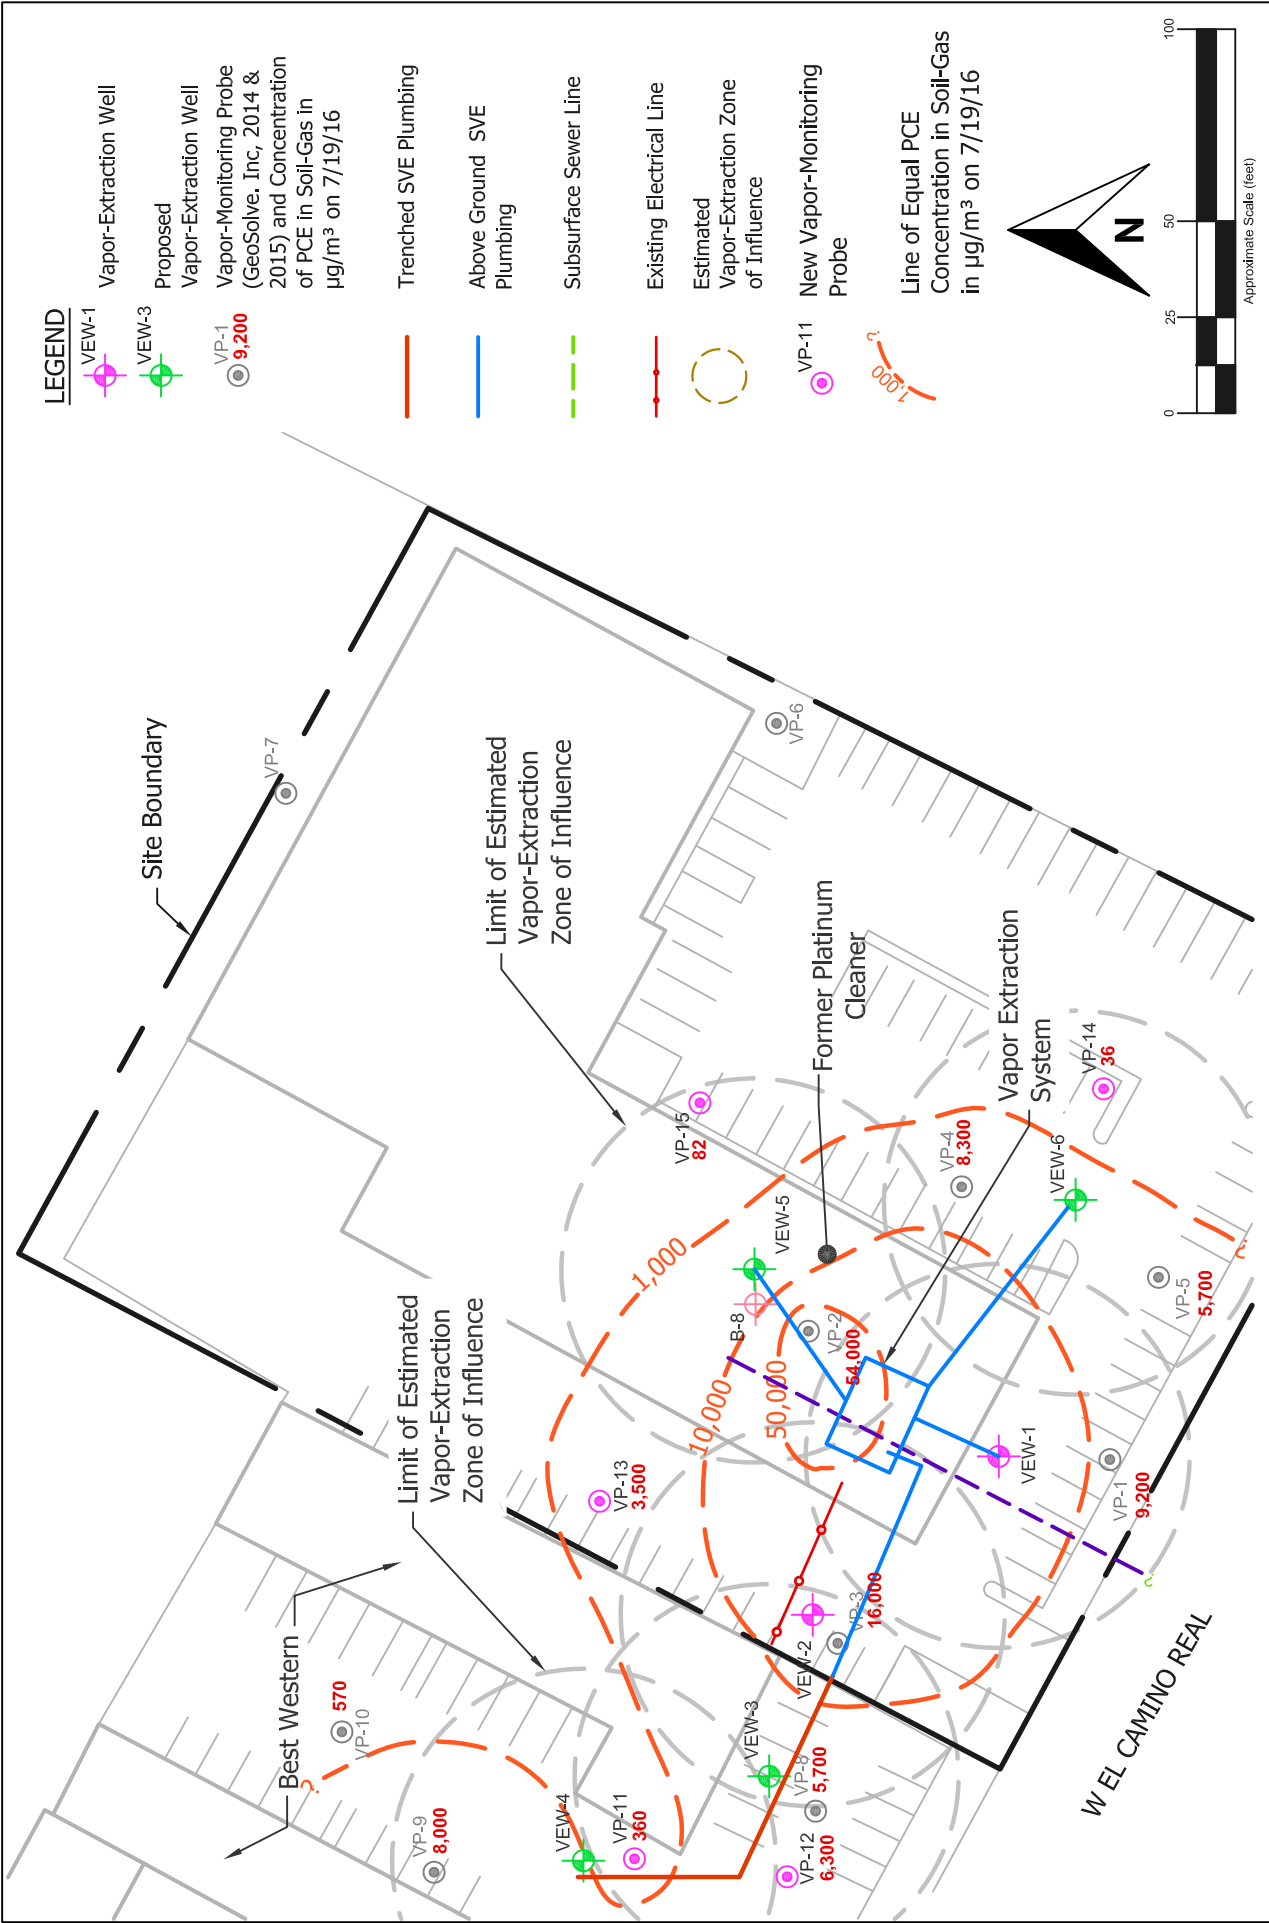 LEGEND
VEW-1
Vapor-Extraction Well
VEW-3
Proposed
Vapor-Extraction Well
VP-1
9,200
Vapor-Monitoring Probe
(GeoSolve. Inc, 2014 &
2015) and Concentration
of PCE in Soil-Gas in
µg/m³ on 7/19/16
Trenched SVE Plumbing
Above Ground SVE
Plumbing
Subsurface Sewer Line
Existing Electrical Line
Estimated
Vapor-Extraction Zone
of Influence
VP-11
New Vapor-Monitoring
Probe
1,000
?
Line of Equal PCE
Concentration in Soil-Gas
in µg/m³ on 7/19/16
N
0
25
50
100
Approximate Scale (feet)
Site Boundary
VP-7
VP-6
Limit of Estimated
Vapor-Extraction
Zone of Influence
Former Platinum
Cleaner
Vapor Extraction
System
VP-15
82
VP-14
36
VP-4
8,300
VEW-6
VEW-5
1,000
B-8
VP-2
54,000
10,000
50,000
VP-5
5,700
?
Limit of Estimated
Vapor-Extraction
Zone of Influence
VP-13
3,500
VEW-1
VP-1
9,200
?
Best Western
570
VP-10
?
VP-9
8,000
VEW-4
VP-11
360
VEW-3
VEW-2
VP-3
16,000
VP-8
5,700
VP-12
6,300
W EL CAMINO REAL